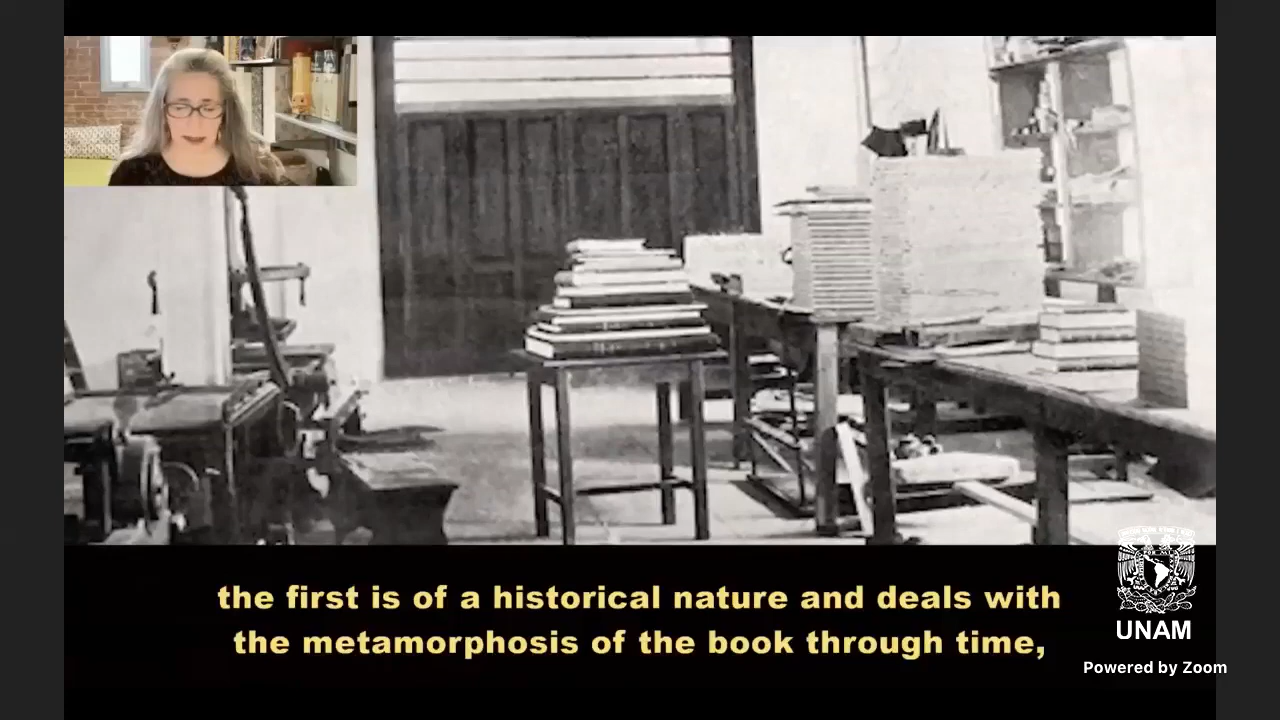 the first is of a historical nature and deals with
the metamorphosis of the book through time,
UNAM
Powered by Zoom